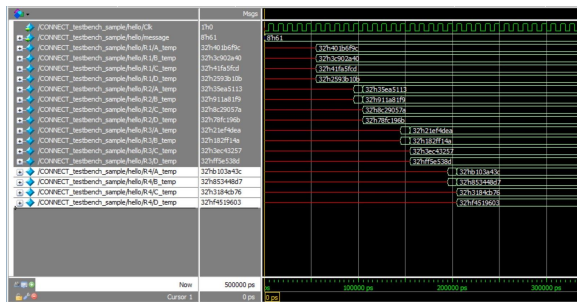 Msgs
/CONNECT_testbench_sample/hello/Clk 1'h0
/CONNECT_testbench_sample/hello/message 8'h61 8'h61
/CONNECT_testbench_sample/hello/R1/A_temp 32'h401b6f9c 32'h401b6f9c
/CONNECT_testbench_sample/hello/R1/B_temp 32'h3c902a40 32'h3c902a40
/CONNECT_testbench_sample/hello/R1/C_temp 32'h41fa5fcd 32'h41fa5fcd
/CONNECT_testbench_sample/hello/R1/D_temp 32'h2593b10b 32'h2593b10b
/CONNECT_testbench_sample/hello/R2/A_temp 32'h35ea5113 32'h35ea5113
/CONNECT_testbench_sample/hello/R2/B_temp 32'h911a81f9 32'h911a81f9
/CONNECT_testbench_sample/hello/R2/C_temp 32'h8c29057a 32'h8c29057a
/CONNECT_testbench_sample/hello/R2/D_temp 32'h78fc196b 32'h78fc196b
/CONNECT_testbench_sample/hello/R3/A_temp 32'h21ef4dea 32'h21ef4dea
/CONNECT_testbench_sample/hello/R3/B_temp 32'h182ff14a 32'h182ff14a
/CONNECT_testbench_sample/hello/R3/C_temp 32'h3ec43257 32'h3ec43257
/CONNECT_testbench_sample/hello/R3/D_temp 32'hff5e538d 32'hff5e538d
/CONNECT_testbench_sample/hello/R4/A_temp 32'hb103a43c 32'hb103a43c
/CONNECT_testbench_sample/hello/R4/B_temp 32'h853448d7 32'h853448d7
/CONNECT_testbench_sample/hello/R4/C_temp 32'h3184cb76 32'h3184cb76
/CONNECT_testbench_sample/hello/R4/D_temp 32'hf4519603 32'hf4519603
Now 500000 ps ps 100000 ps 200000 ps 300000 ps
Cursor 1 0 ps 0 ps